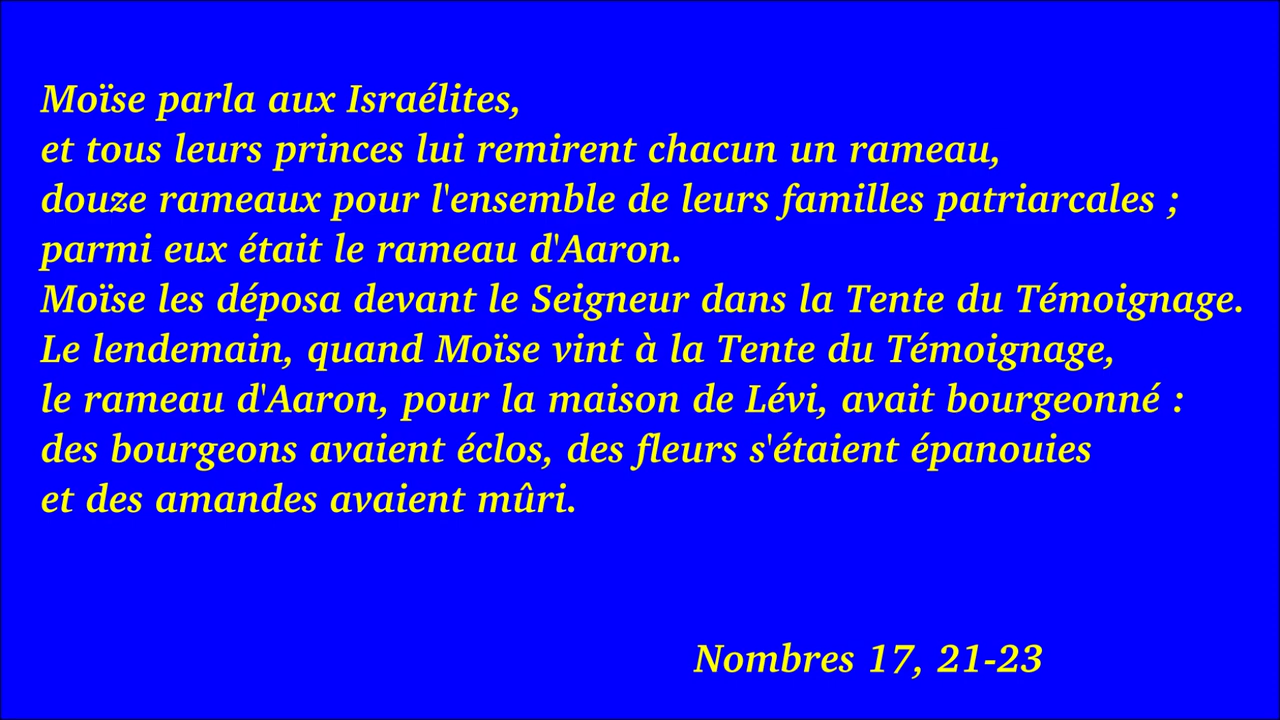 Moïse parla aux Israélites,
et tous leurs princes lui remirent chacun un rameau,
douze rameaux pour l'ensemble de leurs familles patriarcales ;
parmi eux était le rameau d'Aaron.
Moïse les déposa devant le Seigneur dans la Tente du Témoignage.
Le lendemain, quand Moïse vint à la Tente du Témoignage,
le rameau d'Aaron, pour la maison de Lévi, avait bourgeonné :
des bourgeons avaient éclos, des fleurs s'étaient épanouies
et des amandes avaient mûri.
Nombres 17, 21-23